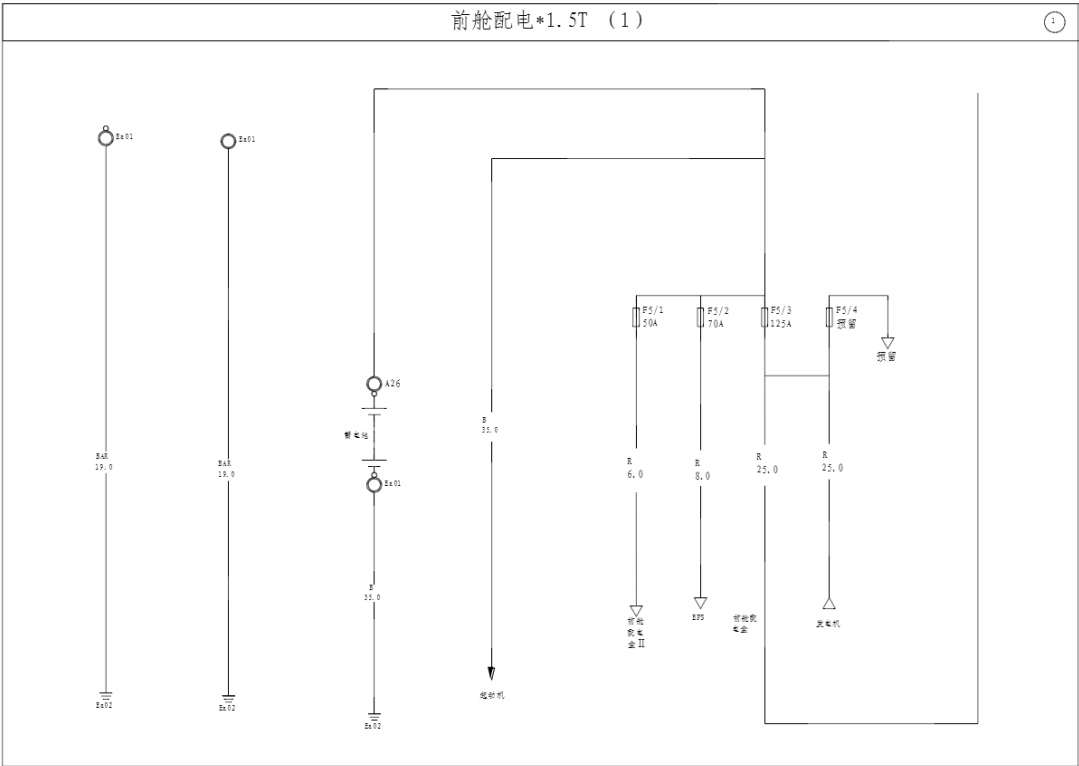 前舱配电*1.5T （1）
1
Ea01
Ea01
F5/1
50A
F5/2
70A
F5/3
125A
F5/4
预留
预留
A26
蓄电池
Ea01
B
35.0
BAR
19.0
BAR
19.0
R
6.0
R
8.0
R
25.0
R
25.0
B
35.0
前舱
配电
盒II
EPS
前舱配
电盒
发电机
起动机
Ea02
Ea02
Ea02